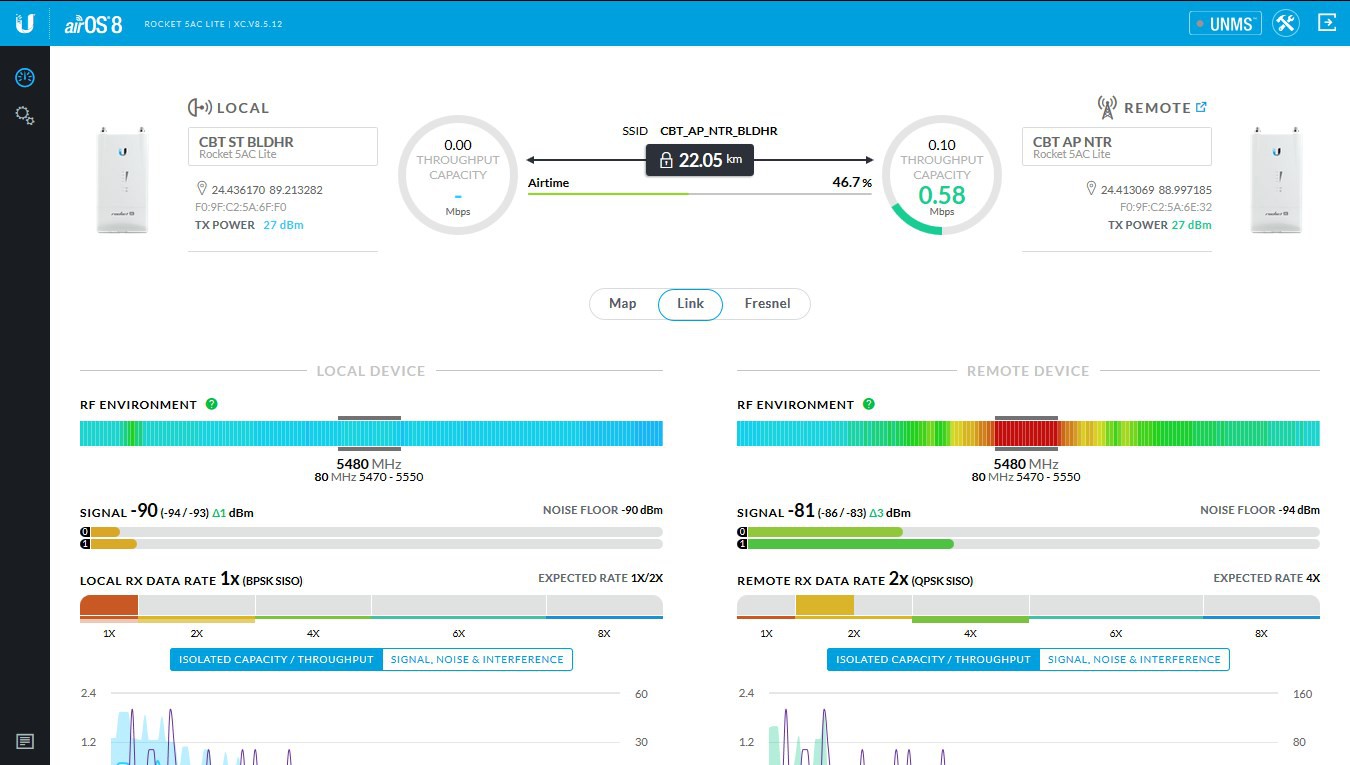 airOS 8 ROCKET 5AC LITE | XC.V8.5.12 UNMS
LOCAL
CBT ST BLDHR
Rocket 5AC Lite
24.436170 89.213282
F0:9F:C2:5A:6F:F0
TX POWER 27 dBm
0.00
THROUGHPUT
CAPACITY
-
Mbps
SSID CBT_AP_NTR_BLDHR
22.05 km
Airtime 46.7 %
0.10
THROUGHPUT
CAPACITY
0.58
Mbps
REMOTE
CBT AP NTR
Rocket 5AC Lite
24.413069 88.997185
F0:9F:C2:5A:6E:32
TX POWER 27 dBm
Map Link Fresnel
LOCAL DEVICE
RF ENVIRONMENT ?
5480 MHz
80 MHz 5470 - 5550
SIGNAL -90 (-94 / -93) Δ1 dBm NOISE FLOOR -90 dBm
0
1
LOCAL RX DATA RATE 1x (BPSK SISO) EXPECTED RATE 1X/2X
1X 2X 4X 6X 8X
ISOLATED CAPACITY / THROUGHPUT SIGNAL, NOISE & INTERFERENCE
2.4 60
1.2 30
REMOTE DEVICE
RF ENVIRONMENT ?
5480 MHz
80 MHz 5470 - 5550
SIGNAL -81 (-86 / -83) Δ3 dBm NOISE FLOOR -94 dBm
0
1
REMOTE RX DATA RATE 2x (QPSK SISO) EXPECTED RATE 4X
1X 2X 4X 6X 8X
ISOLATED CAPACITY / THROUGHPUT SIGNAL, NOISE & INTERFERENCE
2.4 160
1.2 80